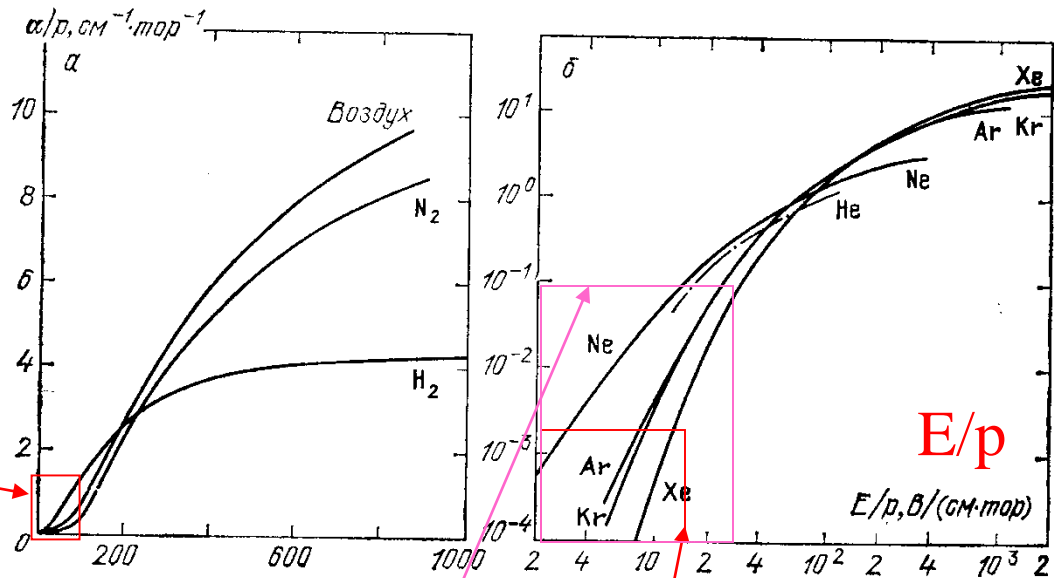 α/p, см⁻¹·тор⁻¹
а
10
8
6
4
2
0
200
600
1000
Воздух
N₂
H₂
б
10¹
10⁰
10⁻¹
10⁻²
10⁻³
10⁻⁴
Xe
Ar
Kr
Ne
He
Ne
Ar
Kr
Xe
E/p
E/p, В/(см·тор)
2
4
10
2
4
10²
2
4
10³
2